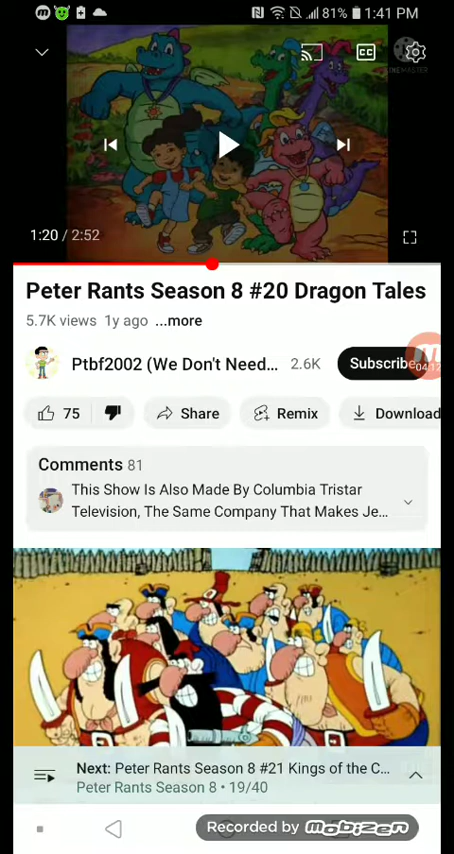 81% 1:41 PM
CC
1:20 / 2:52
Peter Rants Season 8 #20 Dragon Tales
5.7K views 1y ago ...more
Ptbf2002 (We Don't Need... 2.6K Subscribe
04:12
75 Share Remix Download
Comments 81
This Show Is Also Made By Columbia Tristar
Television, The Same Company That Makes Je...
Next: Peter Rants Season 8 #21 Kings of the C...
Peter Rants Season 8 • 19/40
Recorded by mobizen